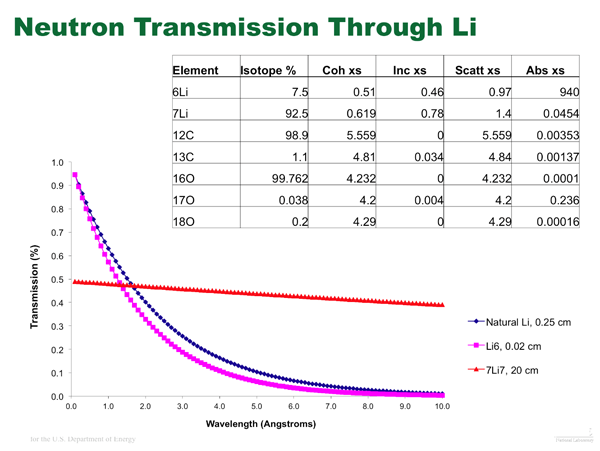 Neutron Transmission Through Li
Element Isotope % Coh xs Inc xs Scatt xs Abs xs
6Li 7.5 0.51 0.46 0.97 940
7Li 92.5 0.619 0.78 1.4 0.0454
12C 98.9 5.559 0 5.559 0.00353
13C 1.1 4.81 0.034 4.84 0.00137
16O 99.762 4.232 0 4.232 0.0001
17O 0.038 4.2 0.004 4.2 0.236
18O 0.2 4.29 0 4.29 0.00016
1.0
0.9
0.8
0.7
0.6
0.5
0.4
0.3
0.2
0.1
0.0
Transmission (%)
0.0 1.0 2.0 3.0 4.0 5.0 6.0 7.0 8.0 9.0 10.0
Wavelength (Angstroms)
Natural Li, 0.25 cm
Li6, 0.02 cm
7Li7, 20 cm
for the U.S. Department of Energy
National Laboratory